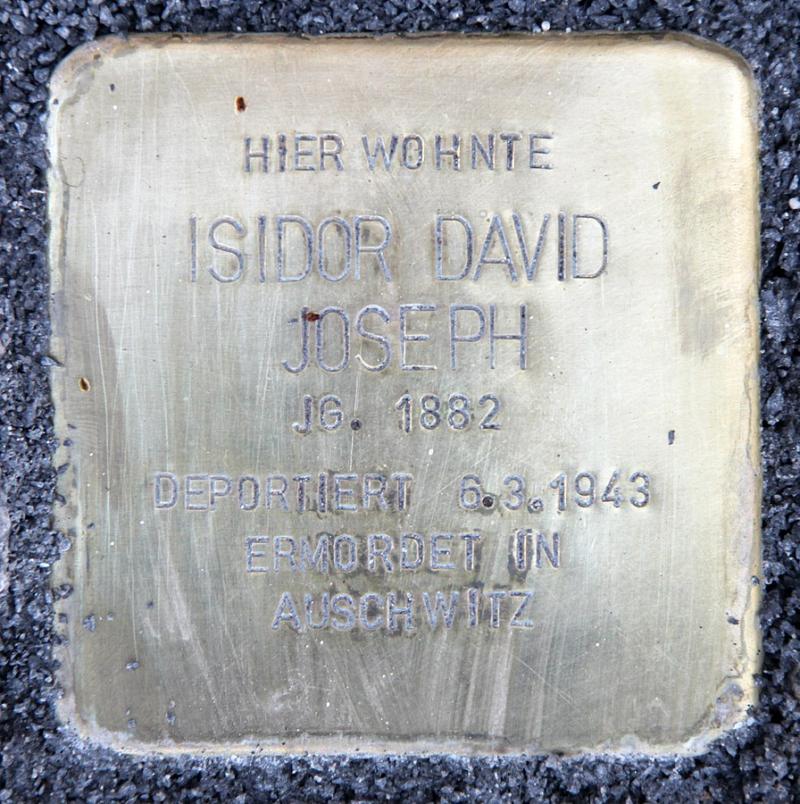 HIER WOHNTE
ISIDOR DAVID
JOSEPH
JG. 1882
DEPORTIERT 6.3.1943
ERMORDET IN
AUSCHWITZ